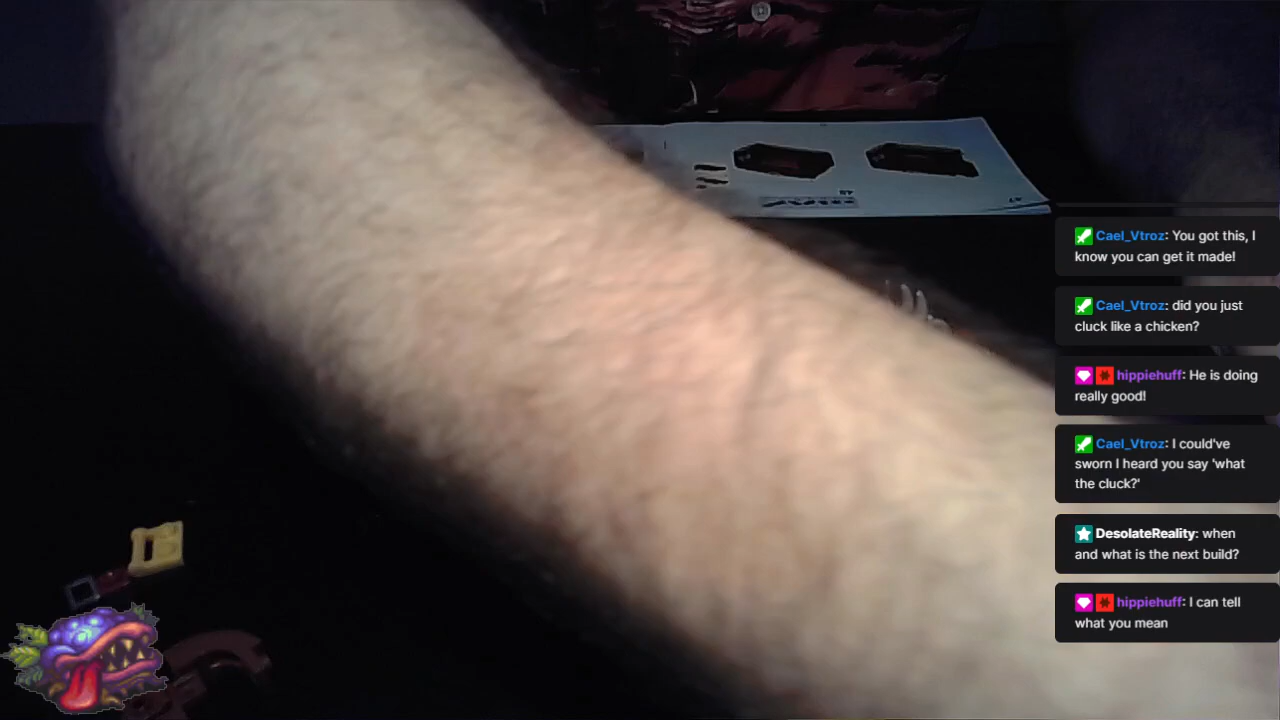 Cael_Vtroz: You got this, I
know you can get it made!
Cael_Vtroz: did you just
cluck like a chicken?
hippiehuff: He is doing
really good!
Cael_Vtroz: I could've
sworn I heard you say 'what
the cluck?'
DesolateReality: when
and what is the next build?
hippiehuff: I can tell
what you mean